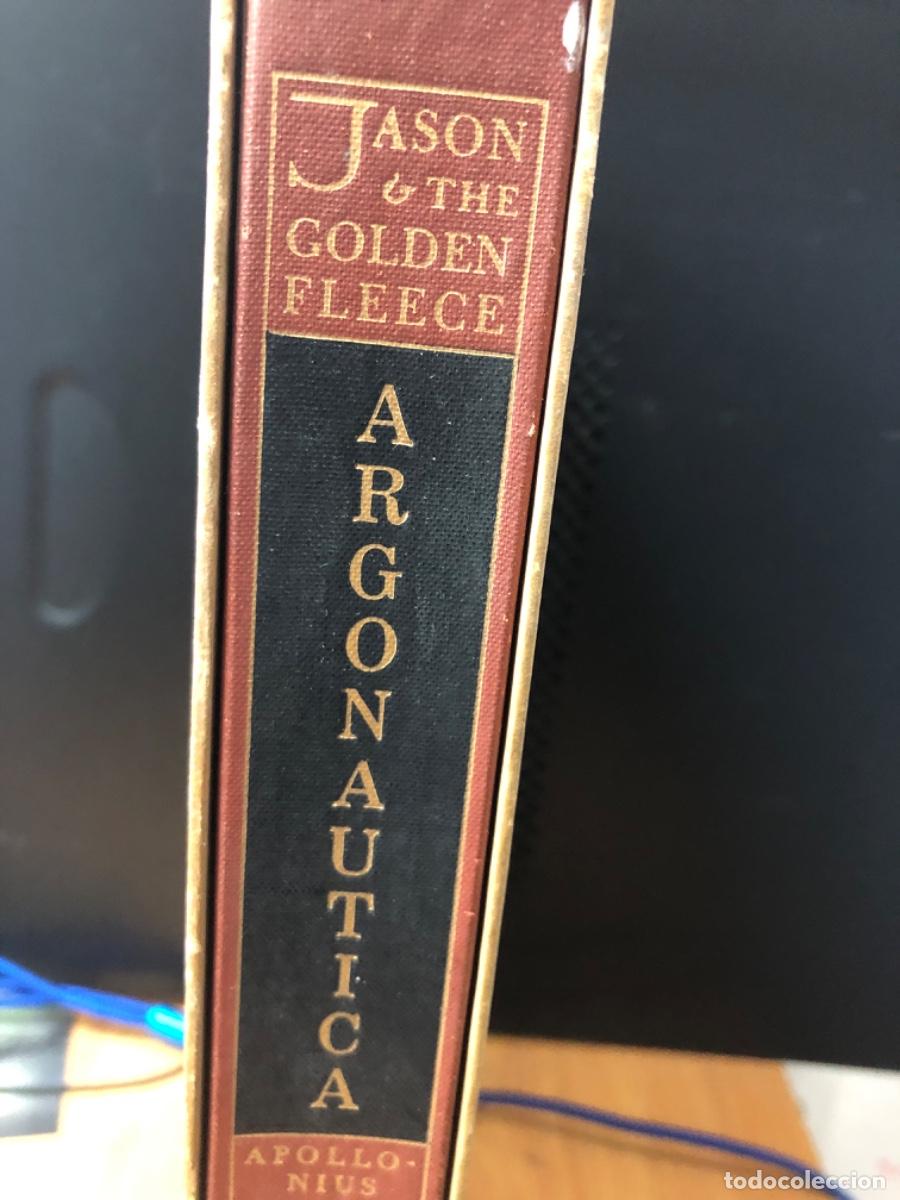 JASON
& THE
GOLDEN
FLEECE
ARGONAUTICA
APOLLO-
NIUS
todocoleccion